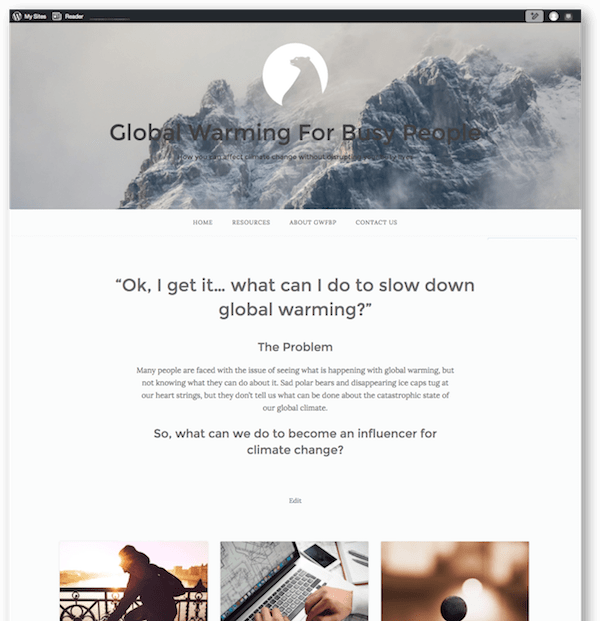 My Sites Reader
Global Warming For Busy People
How you can affect climate change without disrupting your busy lives
HOME RESOURCES ABOUT GWFBP CONTACT US
“Ok, I get it… what can I do to slow down
global warming?”
The Problem
Many people are faced with the issue of seeing what is happening with global warming, but
not knowing what they can do about it. Sad polar bears and disappearing ice caps tug at
our heart strings, but they don’t tell us what can be done about the catastrophic state of
our global climate.
So, what can we do to become an influencer for
climate change?
Edit